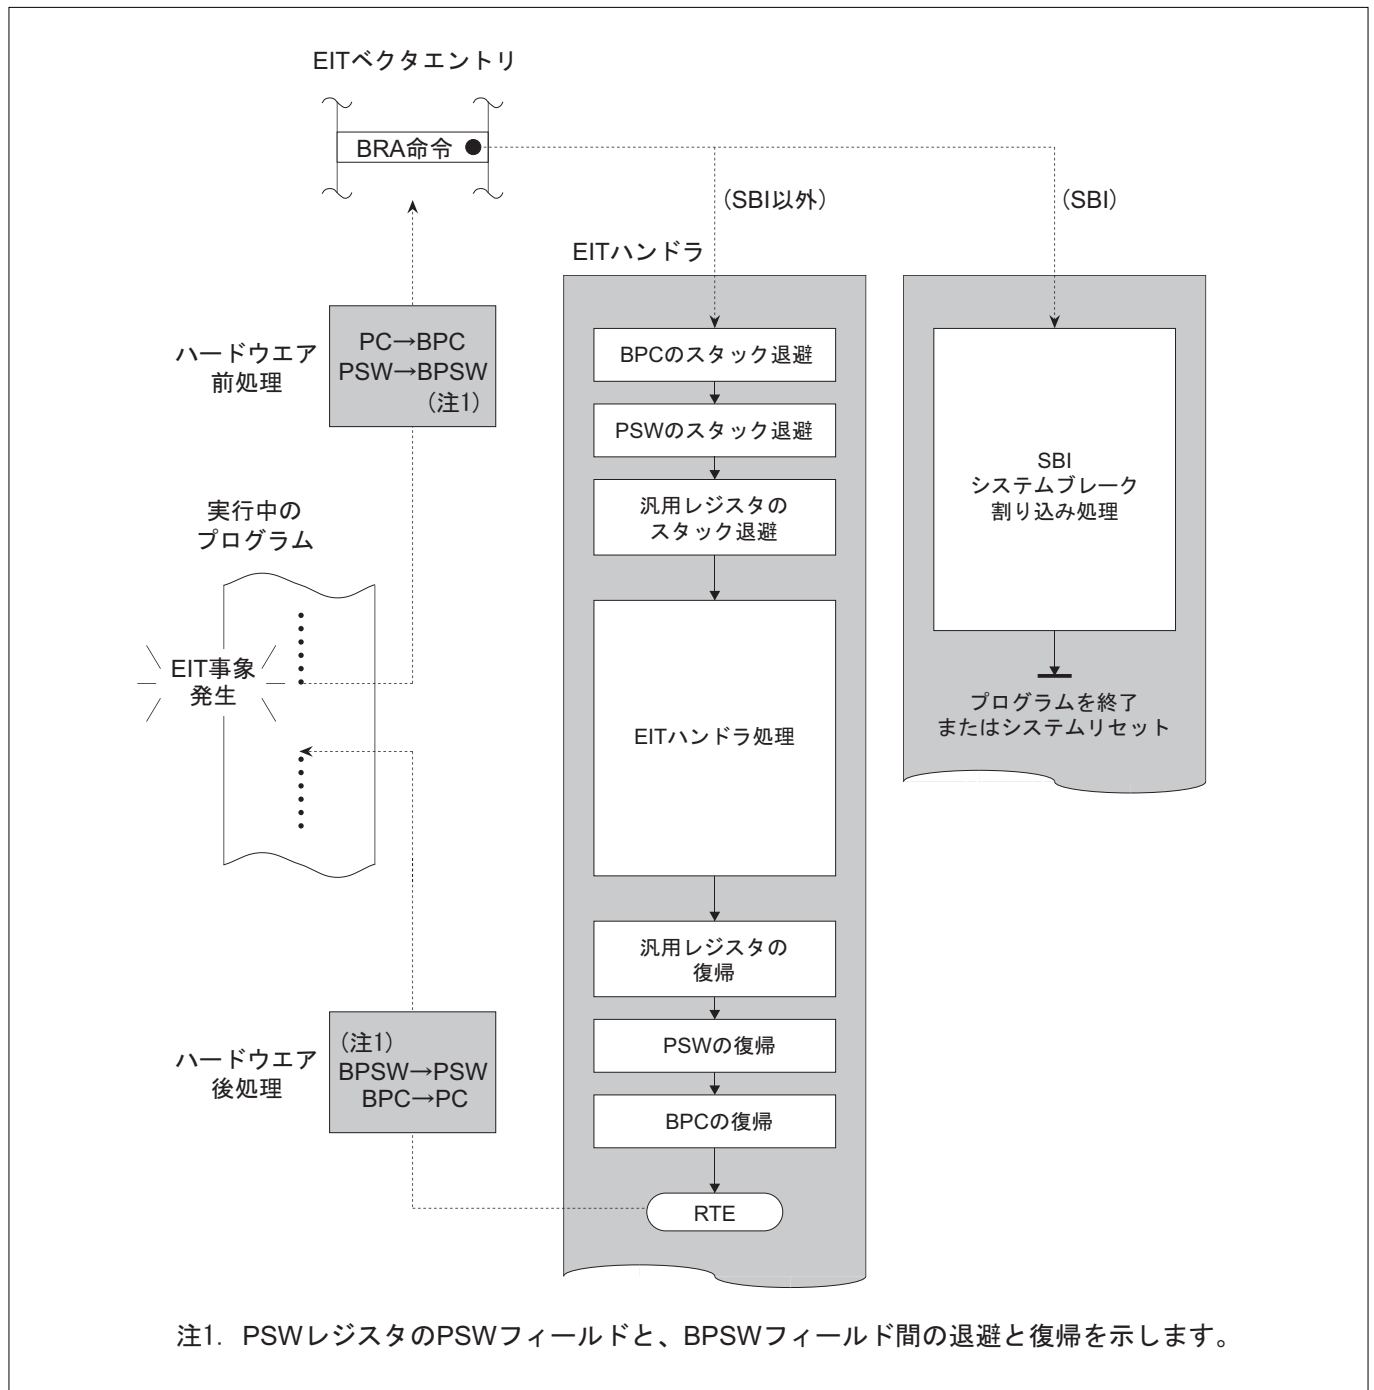 EITベクタエントリ
BRA命令
(SBI以外)
(SBI)
EITハンドラ
ハードウエア
前処理
PC→BPC
PSW→BPSW
(注1)
BPCのスタック退避
PSWのスタック退避
汎用レジスタの
スタック退避
SBI
システムブレーク
割り込み処理
実行中の
プログラム
EIT事象
発生
EITハンドラ処理
プログラムを終了
またはシステムリセット
汎用レジスタの
復帰
ハードウエア
後処理
(注1)
BPSW→PSW
BPC→PC
PSWの復帰
BPCの復帰
RTE
注1. PSWレジスタのPSWフィールドと、BPSWフィールド間の退避と復帰を示します。